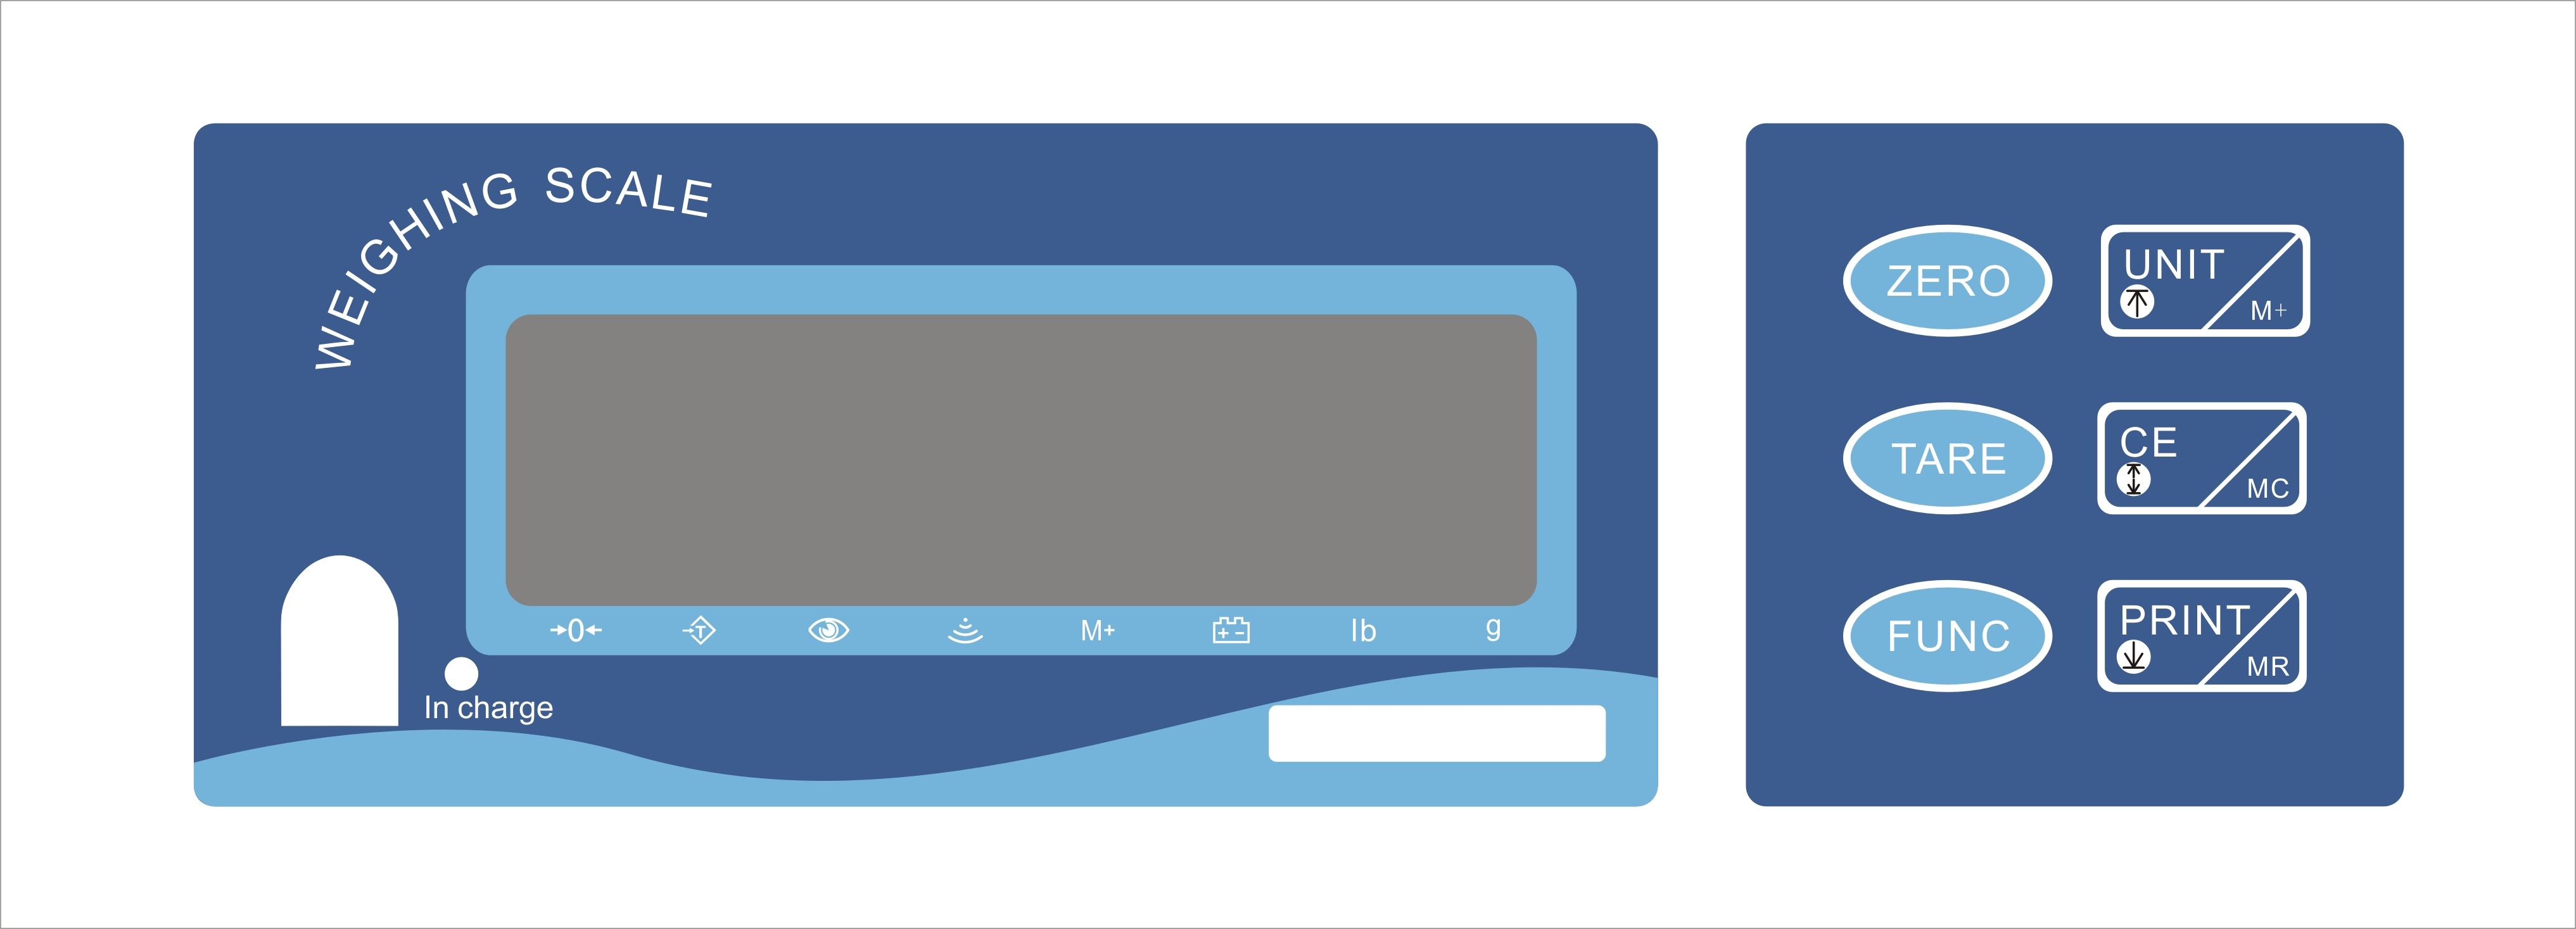 WEIGHING SCALE
→0← T M+ + − lb g
In charge
ZERO
UNIT
M+
TARE
CE
MC
FUNC
PRINT
MR